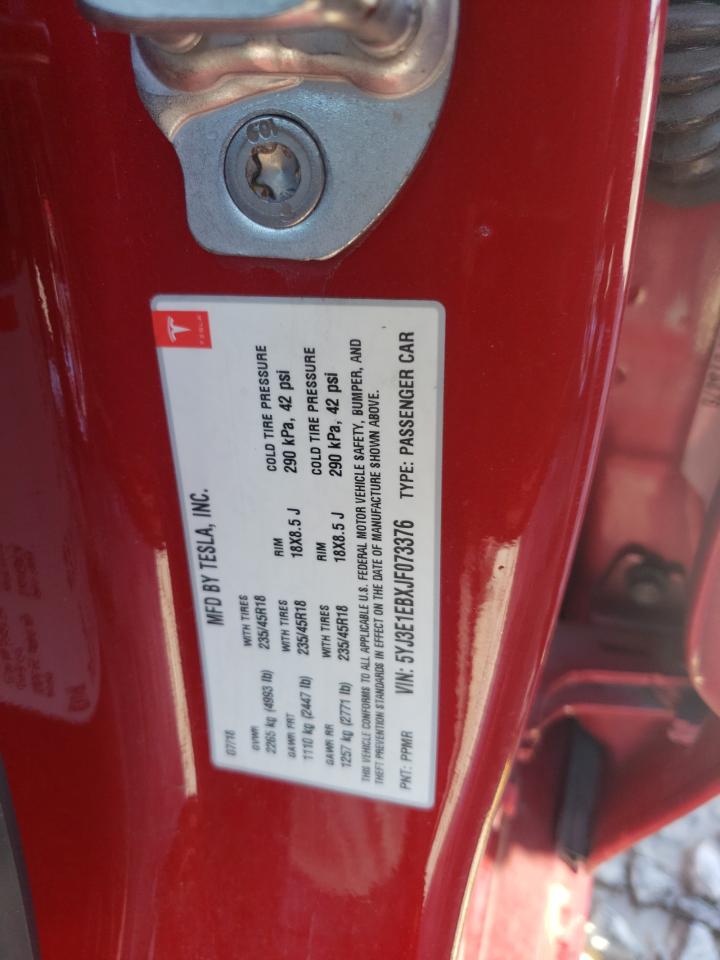 109
TESLA
07/18 MFD BY TESLA, INC.
GVWR WITH TIRES
2265 kg (4993 lb) 235/45R18 COLD TIRE PRESSURE
GAWR FRT WITH TIRES RIM 290 kPa, 42 psi
1110 kg (2447 lb) 235/45R18 18X8.5 J COLD TIRE PRESSURE
GAWR RR WITH TIRES RIM 290 kPa, 42 psi
1257 kg (2771 lb) 235/45R18 18X8.5 J
THIS VEHICLE CONFORMS TO ALL APPLICABLE U.S. FEDERAL MOTOR VEHICLE SAFETY, BUMPER, AND
THEFT PREVENTION STANDARDS IN EFFECT ON THE DATE OF MANUFACTURE SHOWN ABOVE.
PNT: PPMR VIN: 5YJ3E1EBXJF073376 TYPE: PASSENGER CAR